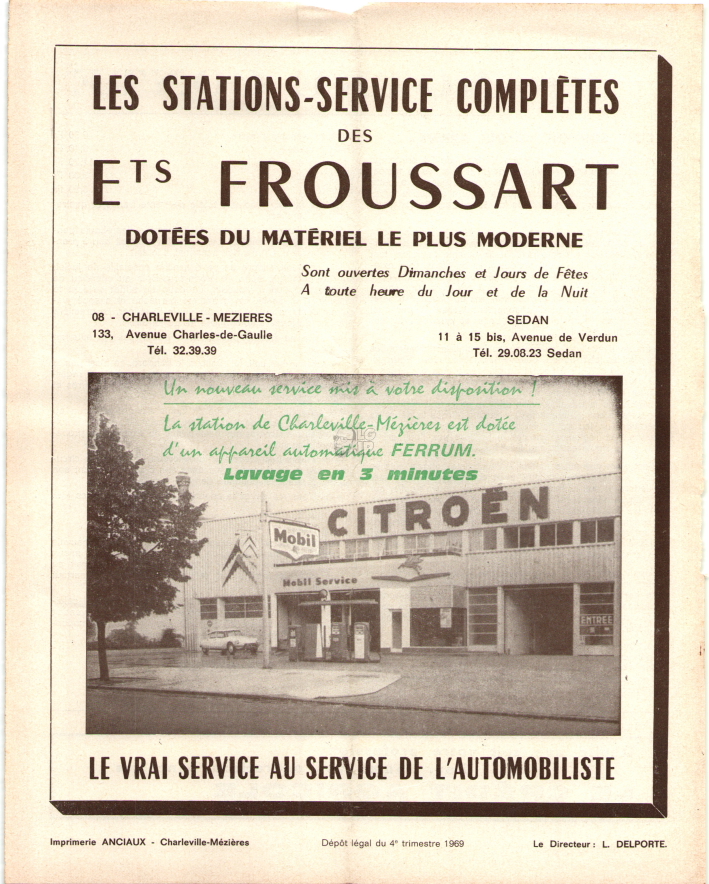 LES STATIONS-SERVICE COMPLÈTES
DES
ETS FROUSSART
DOTÉES DU MATÉRIEL LE PLUS MODERNE
Sont ouvertes Dimanches et Jours de Fêtes
A toute heure du Jour et de la Nuit
08 - CHARLEVILLE - MEZIERES
133, Avenue Charles-de-Gaulle
Tél. 32.39.39
SEDAN
11 à 15 bis, Avenue de Verdun
Tél. 29.08.23 Sedan
Un nouveau service mis à votre disposition !
La station de Charleville-Mézières est dotée
d'un appareil automatique FERRUM.
Lavage en 3 minutes
CITROËN
Mobil
Mobil Service
ENTREE
LE VRAI SERVICE AU SERVICE DE L'AUTOMOBILISTE
Imprimerie ANCIAUX - Charleville-Mézières
Dépôt légal du 4e trimestre 1969
Le Directeur : L. DELPORTE.